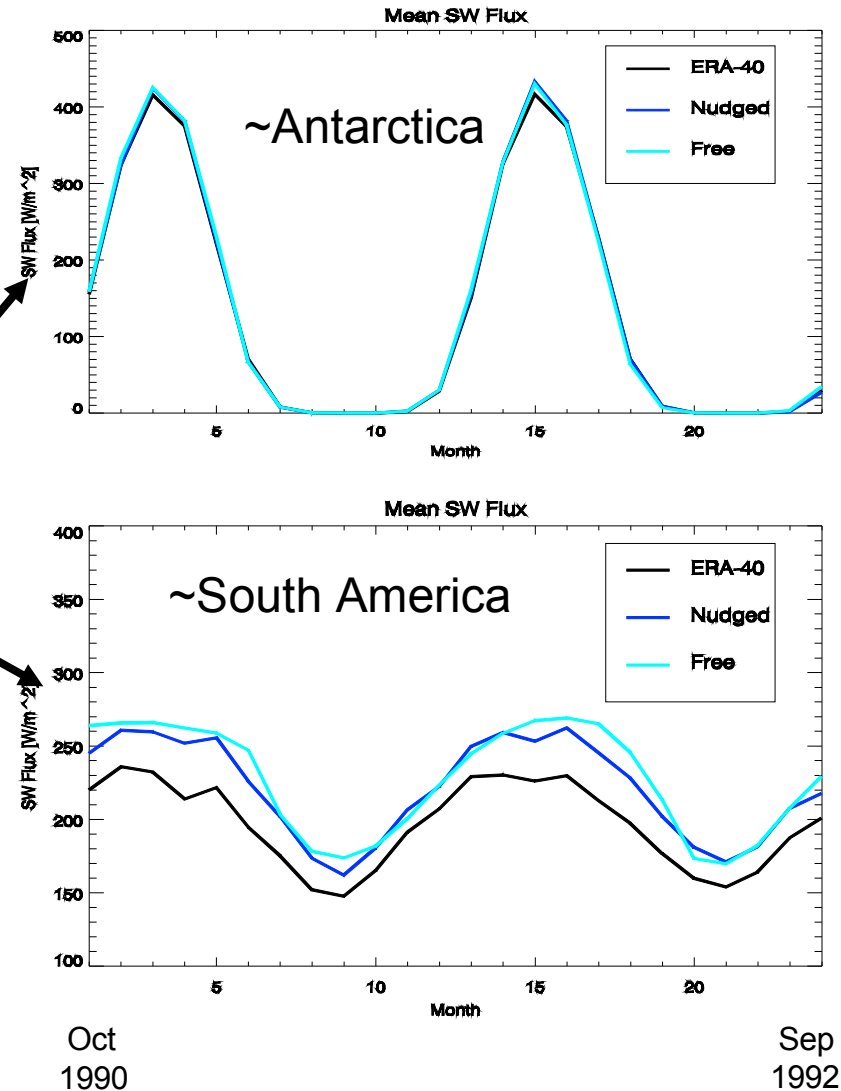 Mean SW Flux
500
400
300
200
100
0
SW Flux [W/m^2]
~Antarctica
ERA-40
Nudged
Free
5
10
15
20
Month
Mean SW Flux
400
350
300
250
200
150
100
SW Flux [W/m^2]
~South America
ERA-40
Nudged
Free
5
10
15
20
Month
Oct
1990
Sep
1992